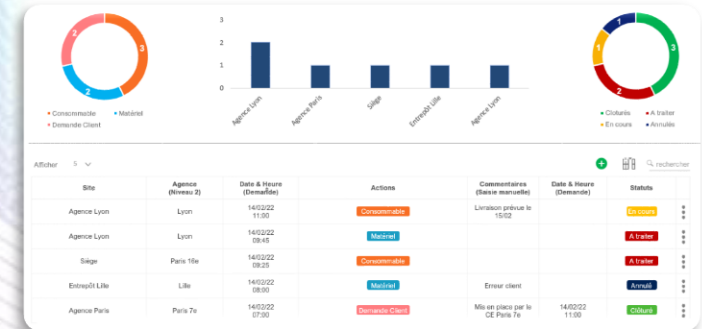 3
2
2
3
2
1
0
Agence Lyon
Agence Paris
Siège
Entrepôt Lille
Agence Lyon
1
1
3
2
Consommable Matériel
Demande Client
Cloturés A traiter
En cours Annulés
Afficher 5
rechercher
Site Agence (Niveau 2) Date & Heure (Demande) Actions Commentaires (Saisie manuelle) Date & Heure (Demande) Statuts
Agence Lyon Lyon 14/02/22 11:00 Consommable Livraison prévue le 15/02 En cours
Agence Lyon Lyon 14/02/22 09:45 Matériel A traiter
Siège Paris 16e 14/02/22 09:25 Consommable A traiter
Entrepôt Lille Lille 14/02/22 08:00 Matériel Erreur client Annulé
Agence Paris Paris 7e 14/02/22 07:00 Demande Client Mis en place par le CE Paris 7e 14/02/22 11:00 Clôturé